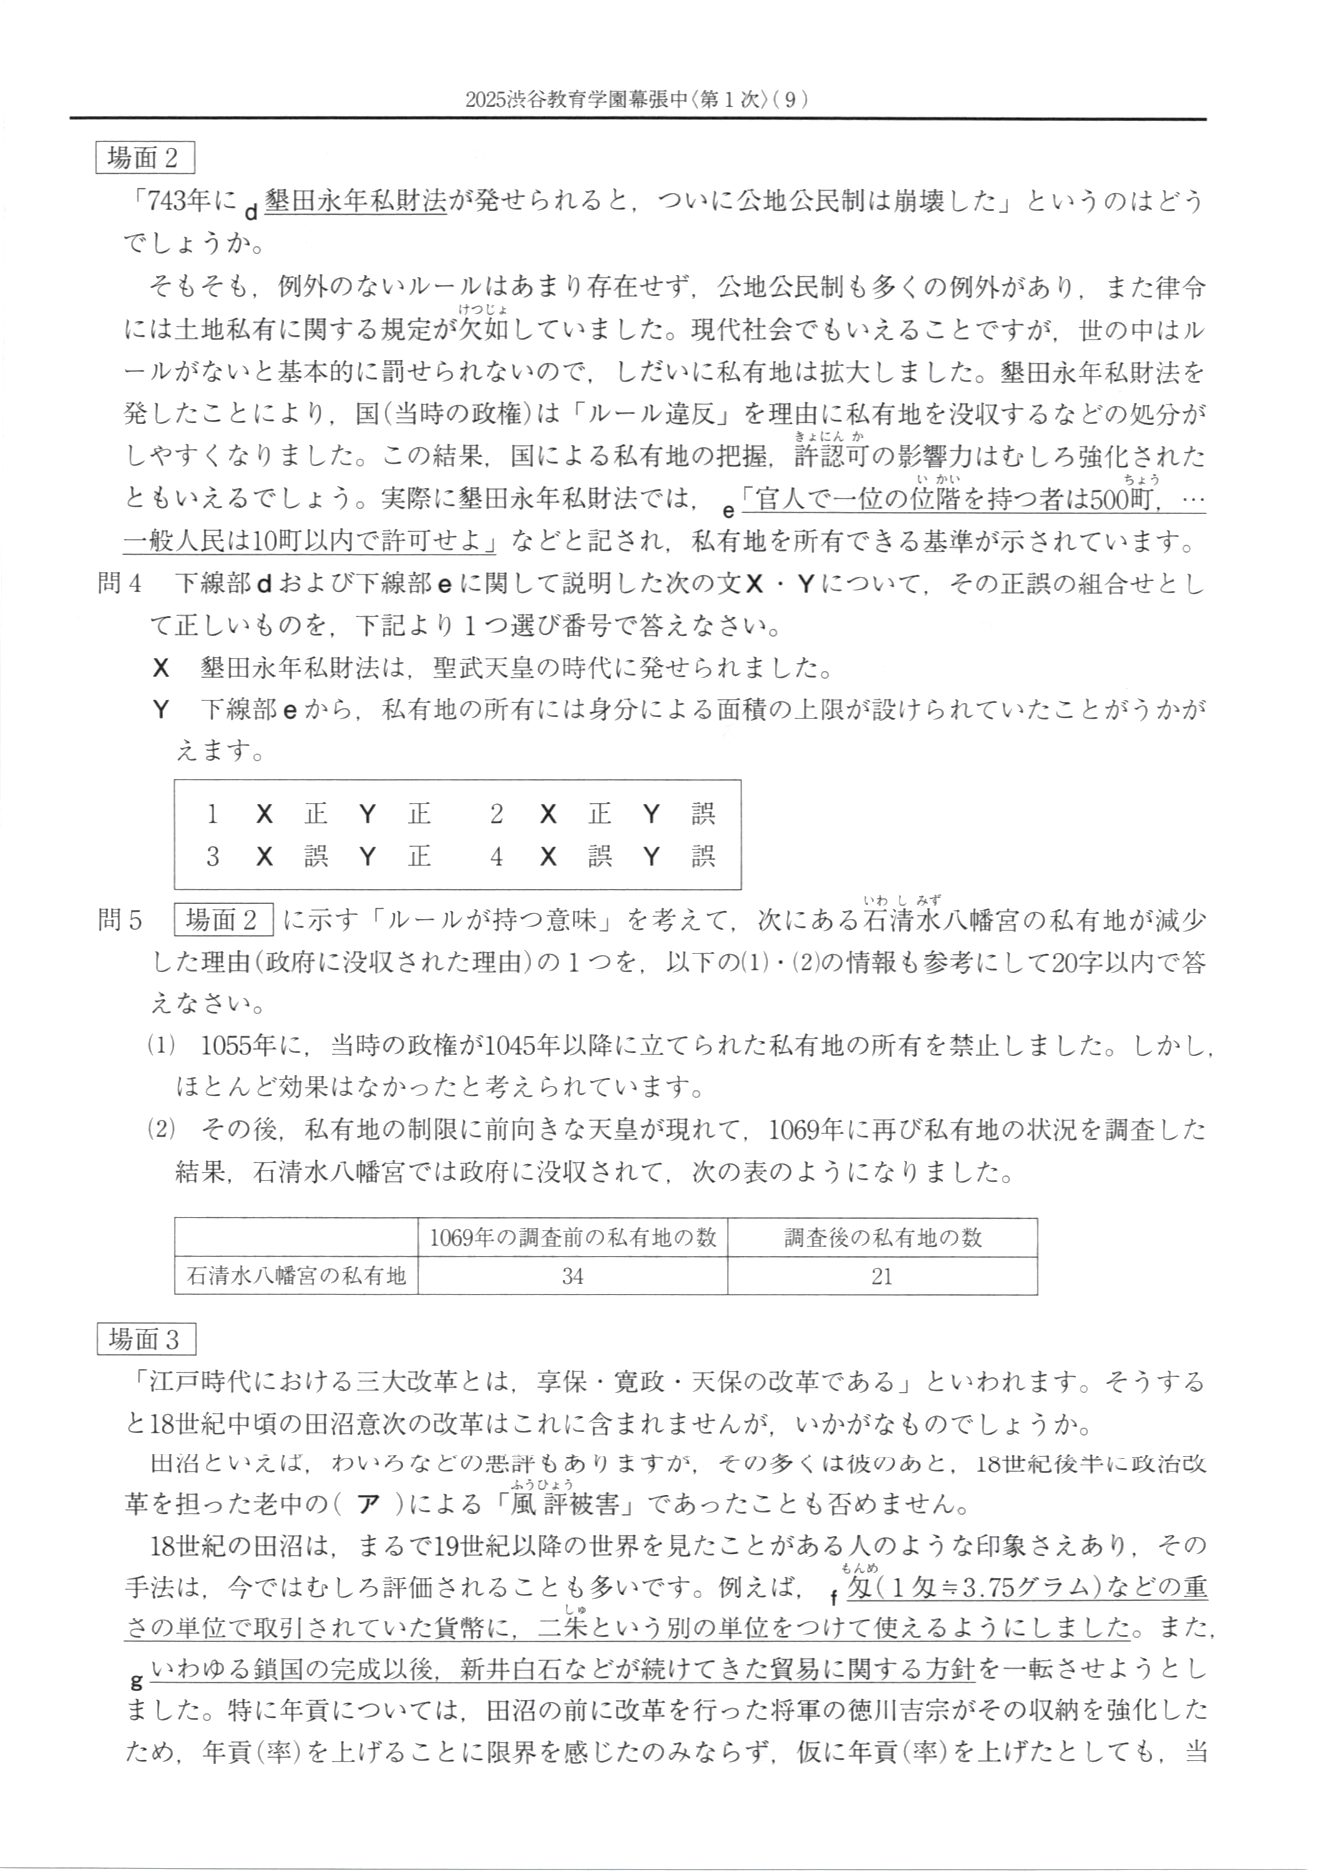 2025渋谷教育学園幕張中〈第1次〉(9)
場面2
「743年にd墾田永年私財法が発せられると，ついに公地公民制は崩壊した」というのはどう
でしょうか。
そもそも，例外のないルールはあまり存在せず，公地公民制も多くの例外があり，また律令
には土地私有に関する規定が欠如していました。現代社会でもいえることですが，世の中はル
ールがないと基本的に罰せられないので，しだいに私有地は拡大しました。墾田永年私財法を
発したことにより，国(当時の政権)は「ルール違反」を理由に私有地を没収するなどの処分が
しやすくなりました。この結果，国による私有地の把握，許認可の影響力はむしろ強化された
ともいえるでしょう。実際に墾田永年私財法では，e「官人で一位の位階を持つ者は500町，…
一般人民は10町以内で許可せよ」などと記され，私有地を所有できる基準が示されています。
問4 下線部dおよび下線部eに関して説明した次の文X・Yについて，その正誤の組合せとし
て正しいものを，下記より1つ選び番号で答えなさい。
X 墾田永年私財法は，聖武天皇の時代に発せられました。
Y 下線部eから，私有地の所有には身分による面積の上限が設けられていたことがうかが
えます。
1 X 正 Y 正 2 X 正 Y 誤
3 X 誤 Y 正 4 X 誤 Y 誤
問5 場面2 に示す「ルールが持つ意味」を考えて，次にある石清水八幡宮の私有地が減少
した理由(政府に没収された理由)の1つを，以下の(1)・(2)の情報も参考にして20字以内で答
えなさい。
(1) 1055年に，当時の政権が1045年以降に立てられた私有地の所有を禁止しました。しかし，
ほとんど効果はなかったと考えられています。
(2) その後，私有地の制限に前向きな天皇が現れて，1069年に再び私有地の状況を調査した
結果，石清水八幡宮では政府に没収されて，次の表のようになりました。
1069年の調査前の私有地の数 調査後の私有地の数
石清水八幡宮の私有地 34 21
場面3
「江戸時代における三大改革とは，享保・寛政・天保の改革である」といわれます。そうする
と18世紀中頃の田沼意次の改革はこれに含まれませんが，いかがなものでしょうか。
田沼といえば，わいろなどの悪評もありますが，その多くは彼のあと，18世紀後半に政治改
革を担った老中の( ア )による「風評被害」であったことも否めません。
18世紀の田沼は，まるで19世紀以降の世界を見たことがある人のような印象さえあり，その
手法は，今ではむしろ評価されることも多いです。例えば，f匁(1匁≒3.75グラム)などの重
さの単位で取引されていた貨幣に，二朱という別の単位をつけて使えるようにしました。また，
gいわゆる鎖国の完成以後，新井白石などが続けてきた貿易に関する方針を一転させようとし
ました。特に年貢については，田沼の前に改革を行った将軍の徳川吉宗がその収納を強化した
ため，年貢(率)を上げることに限界を感じたのみならず，仮に年貢(率)を上げたとしても，当